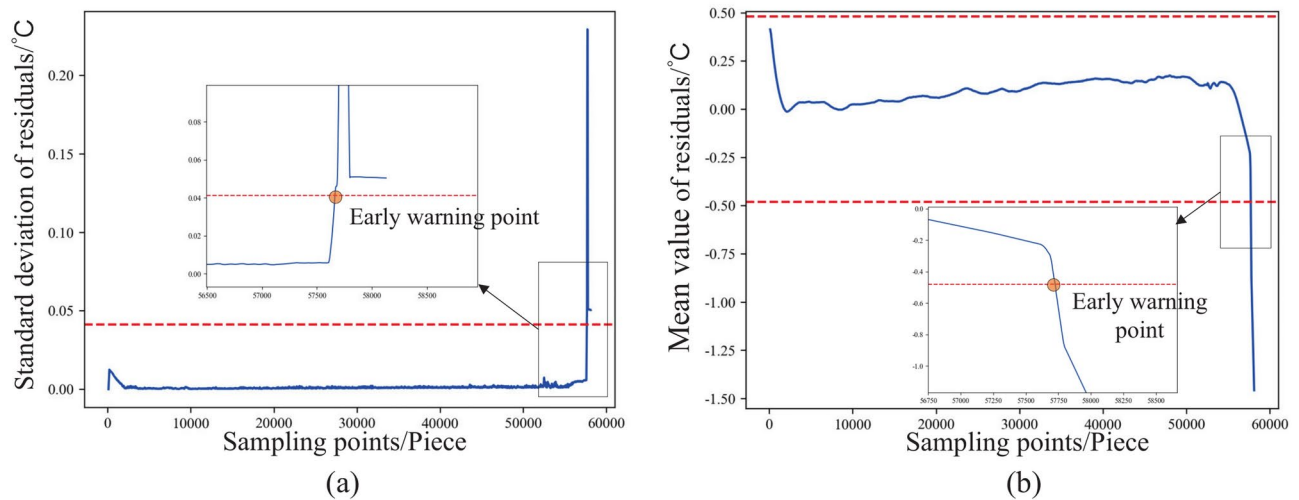 Standard deviation of residuals/℃
0.20
0.15
0.10
0.05
0.00
0 10000 20000 30000 40000 50000 60000
Sampling points/Piece
(a)
0.08
0.06
0.04
0.02
0.00
56500 57000 57500 58000 58500
Early warning point
Mean value of residuals/℃
0.50
0.25
0.00
-0.25
-0.50
-0.75
-1.00
-1.25
-1.50
0 10000 20000 30000 40000 50000 60000
Sampling points/Piece
(b)
0.0
-0.2
-0.4
-0.6
-0.8
-1.0
56750 57000 57250 57500 57750 58000 58250 58500
Early warning
point